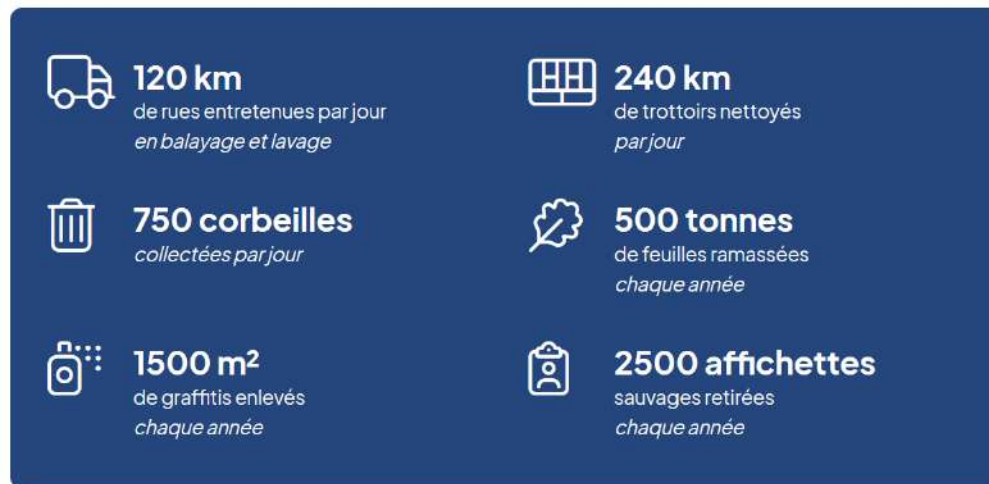 120 km
de rues entretenues par jour
en balayage et lavage
240 km
de trottoirs nettoyés
par jour
750 corbeilles
collectées par jour
500 tonnes
de feuilles ramassées
chaque année
1500 m²
de graffitis enlevés
chaque année
2500 affichettes
sauvages retirées
chaque année